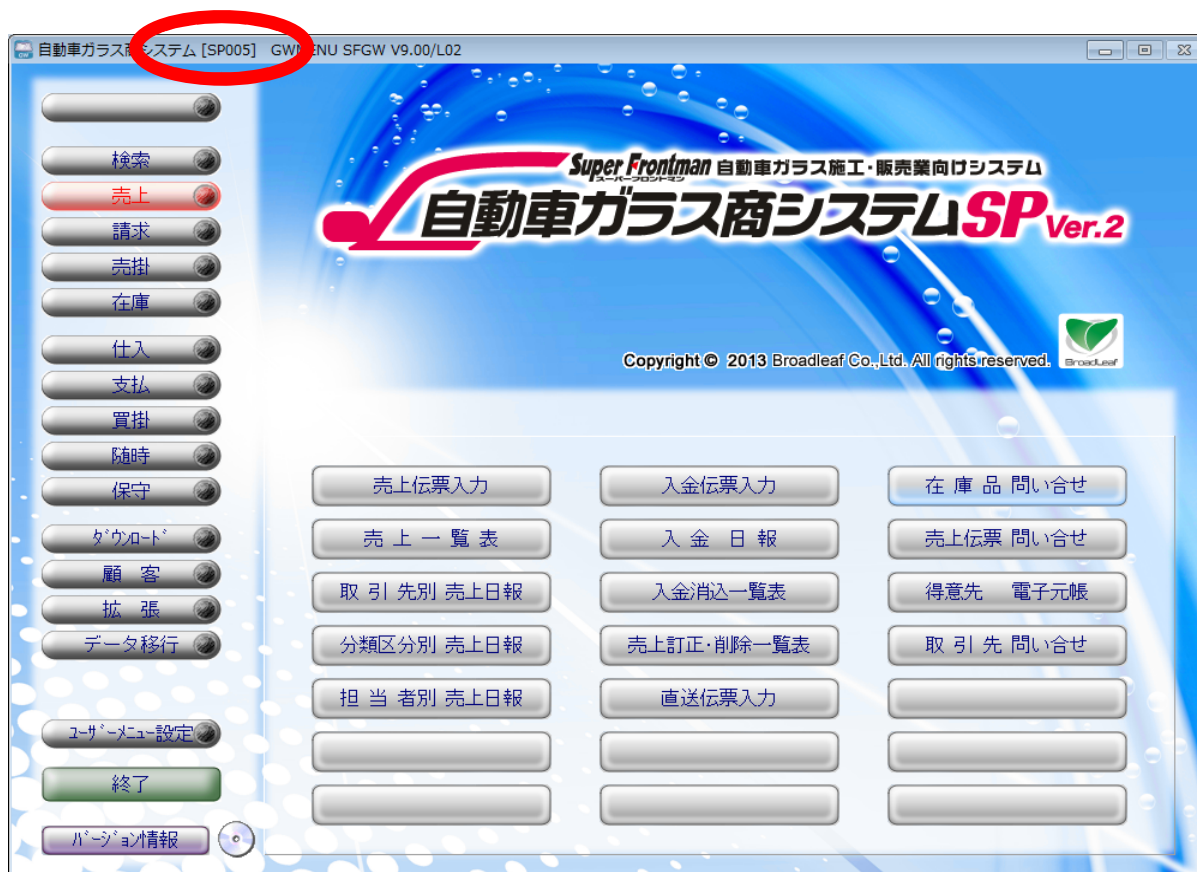 自動車ガラス商システム [SP005] GWMENU SFGW V9.00/L02
検索
売上
請求
売掛
在庫
仕入
支払
買掛
随時
保守
ﾀﾞｳﾝﾛｰﾄﾞ
顧 客
拡 張
データ移行
ﾕｰｻﾞｰﾒﾆｭｰ設定
終了
ﾊﾞｰｼﾞｮﾝ情報
Super Frontman 自動車ガラス施工・販売業向けシステム
スーパーフロントマン
自動車ガラス商システムSP Ver.2
Copyright © 2013 Broadleaf Co.,Ltd. All rights reserved.
BroadLeaf
売上伝票入力 入金伝票入力 在 庫 品 問い合せ
売 上 一 覧 表 入 金 日 報 売上伝票 問い合せ
取 引 先別 売上日報 入金消込一覧表 得意先 電子元帳
分類区分別 売上日報 売上訂正・削除一覧表 取 引 先 問い合せ
担 当 者別 売上日報 直送伝票入力